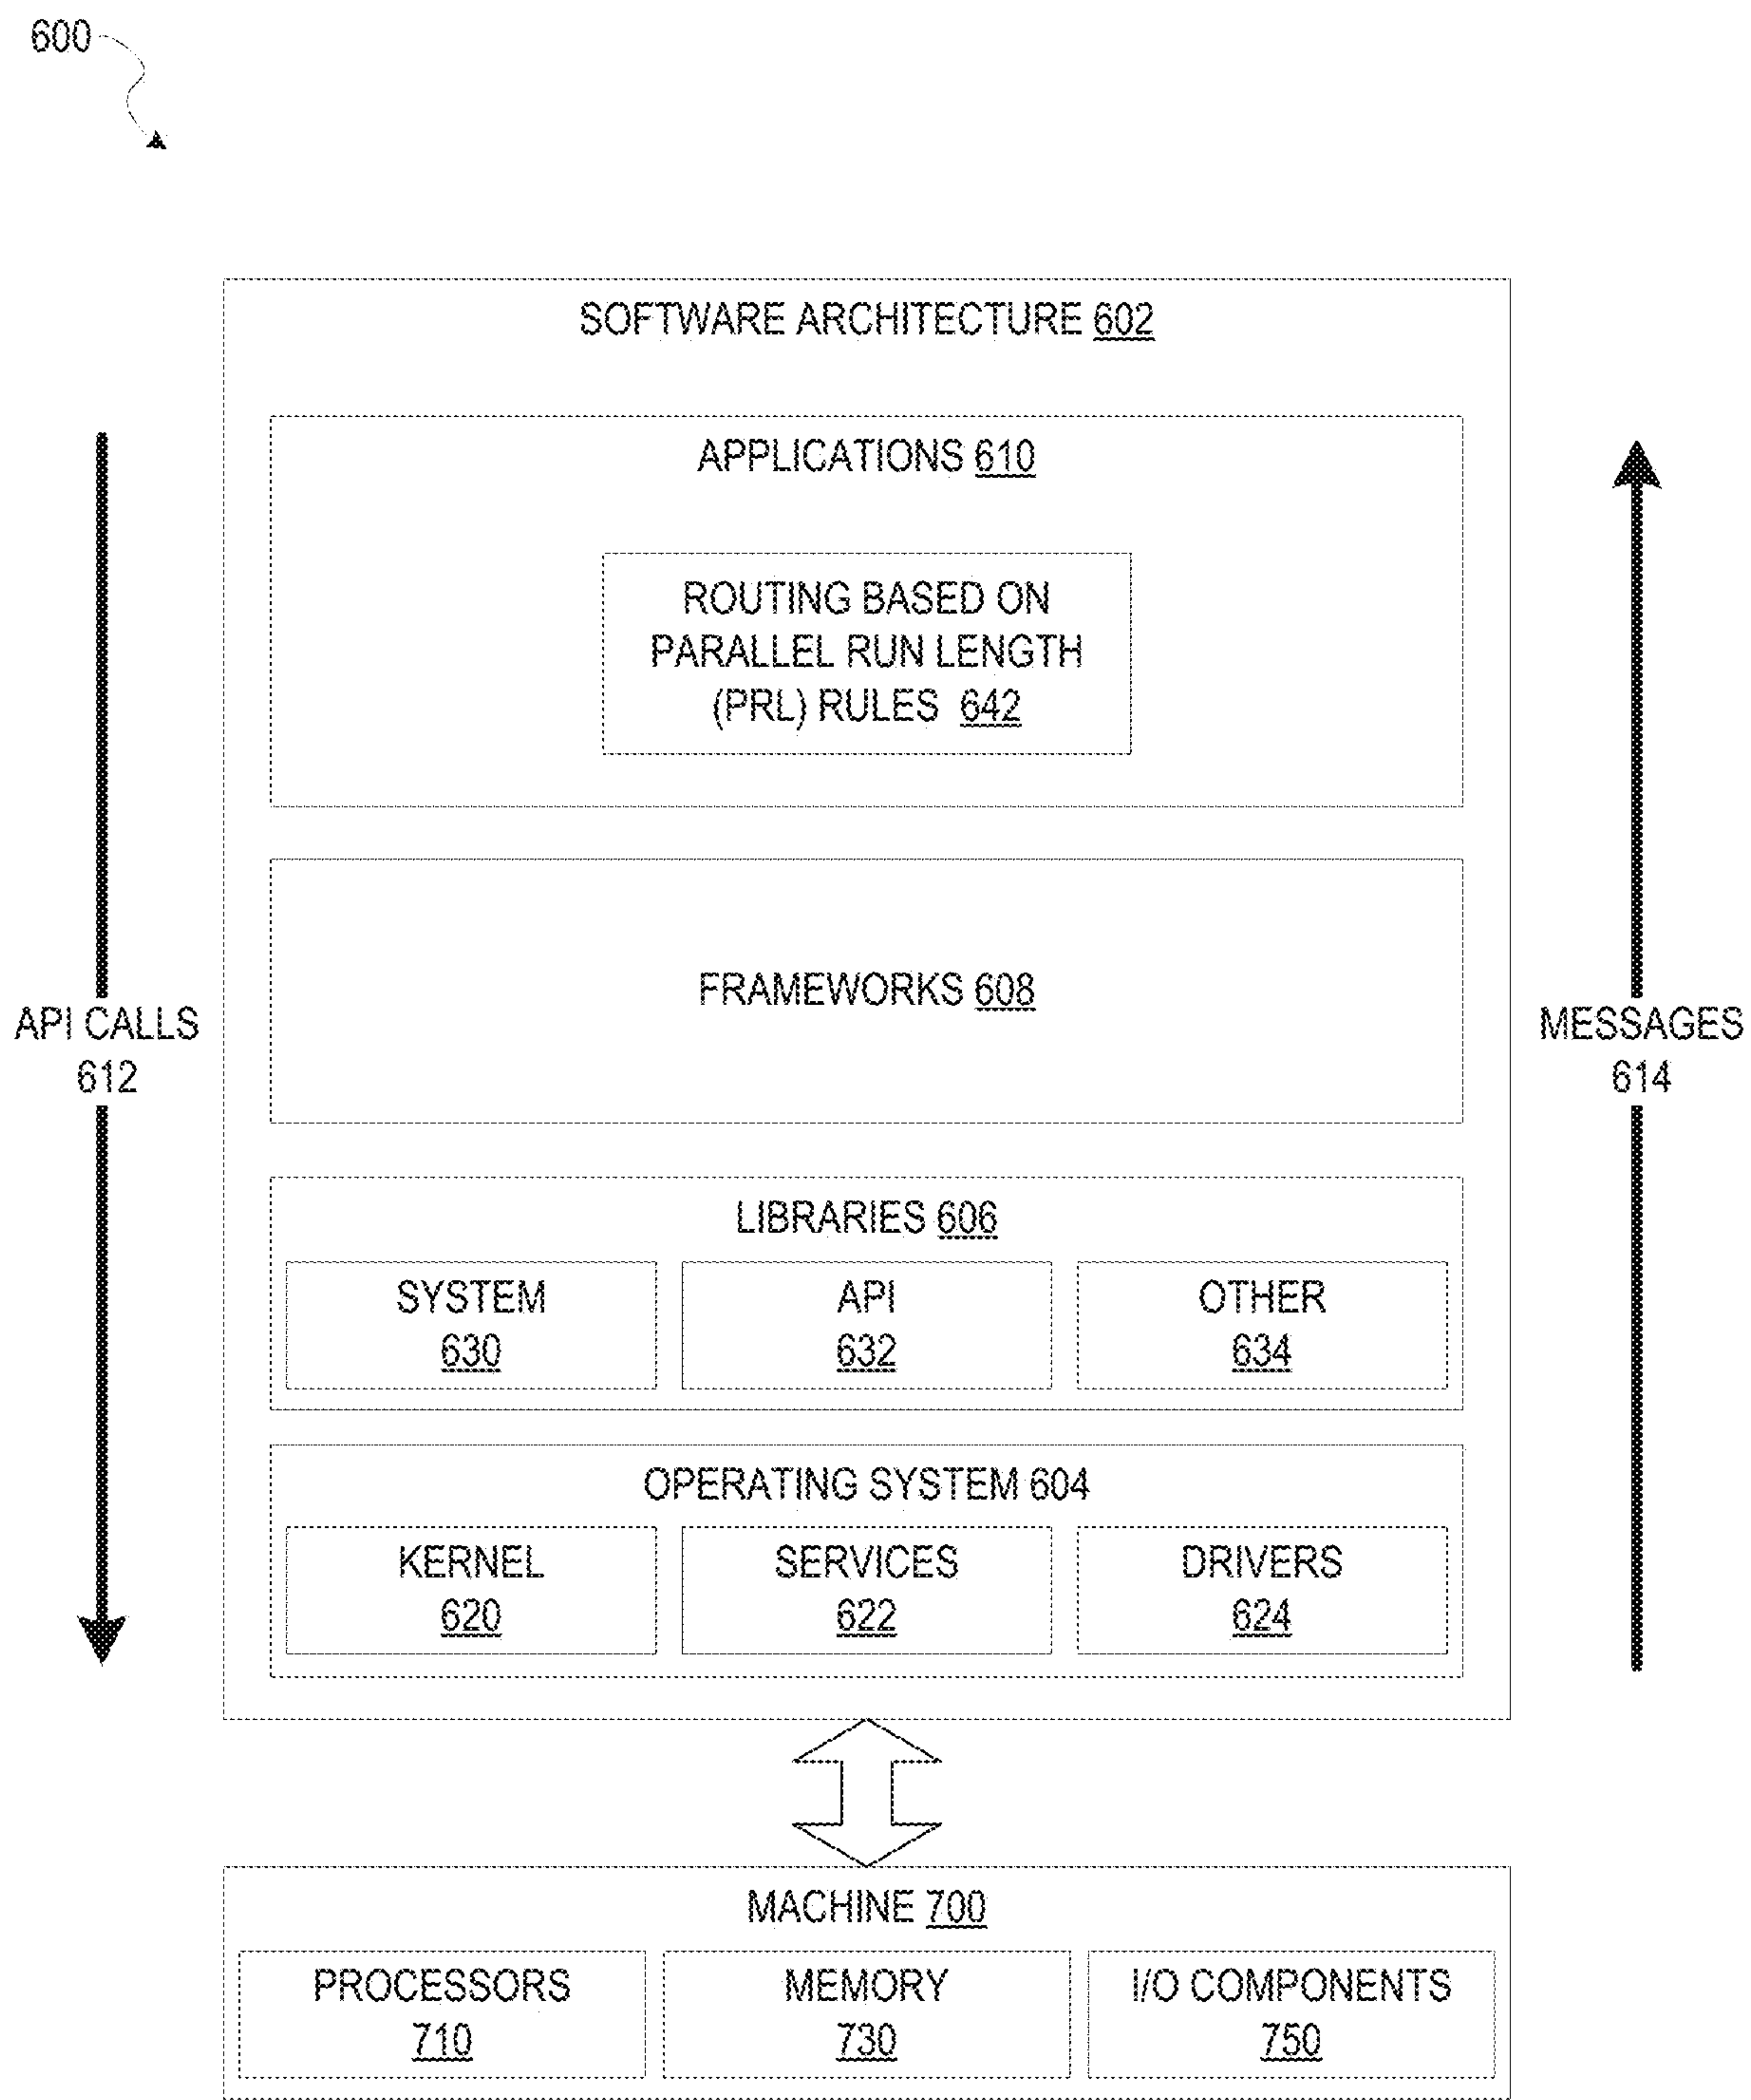 600
SOFTWARE ARCHITECTURE 602
APPLICATIONS 610
ROUTING BASED ON
PARALLEL RUN LENGTH
(PRL) RULES 642
FRAMEWORKS 608
API CALLS
612
MESSAGES
614
LIBRARIES 606
SYSTEM
630
API
632
OTHER
634
OPERATING SYSTEM 604
KERNEL
620
SERVICES
622
DRIVERS
624
MACHINE 700
PROCESSORS
710
MEMORY
730
I/O COMPONENTS
750